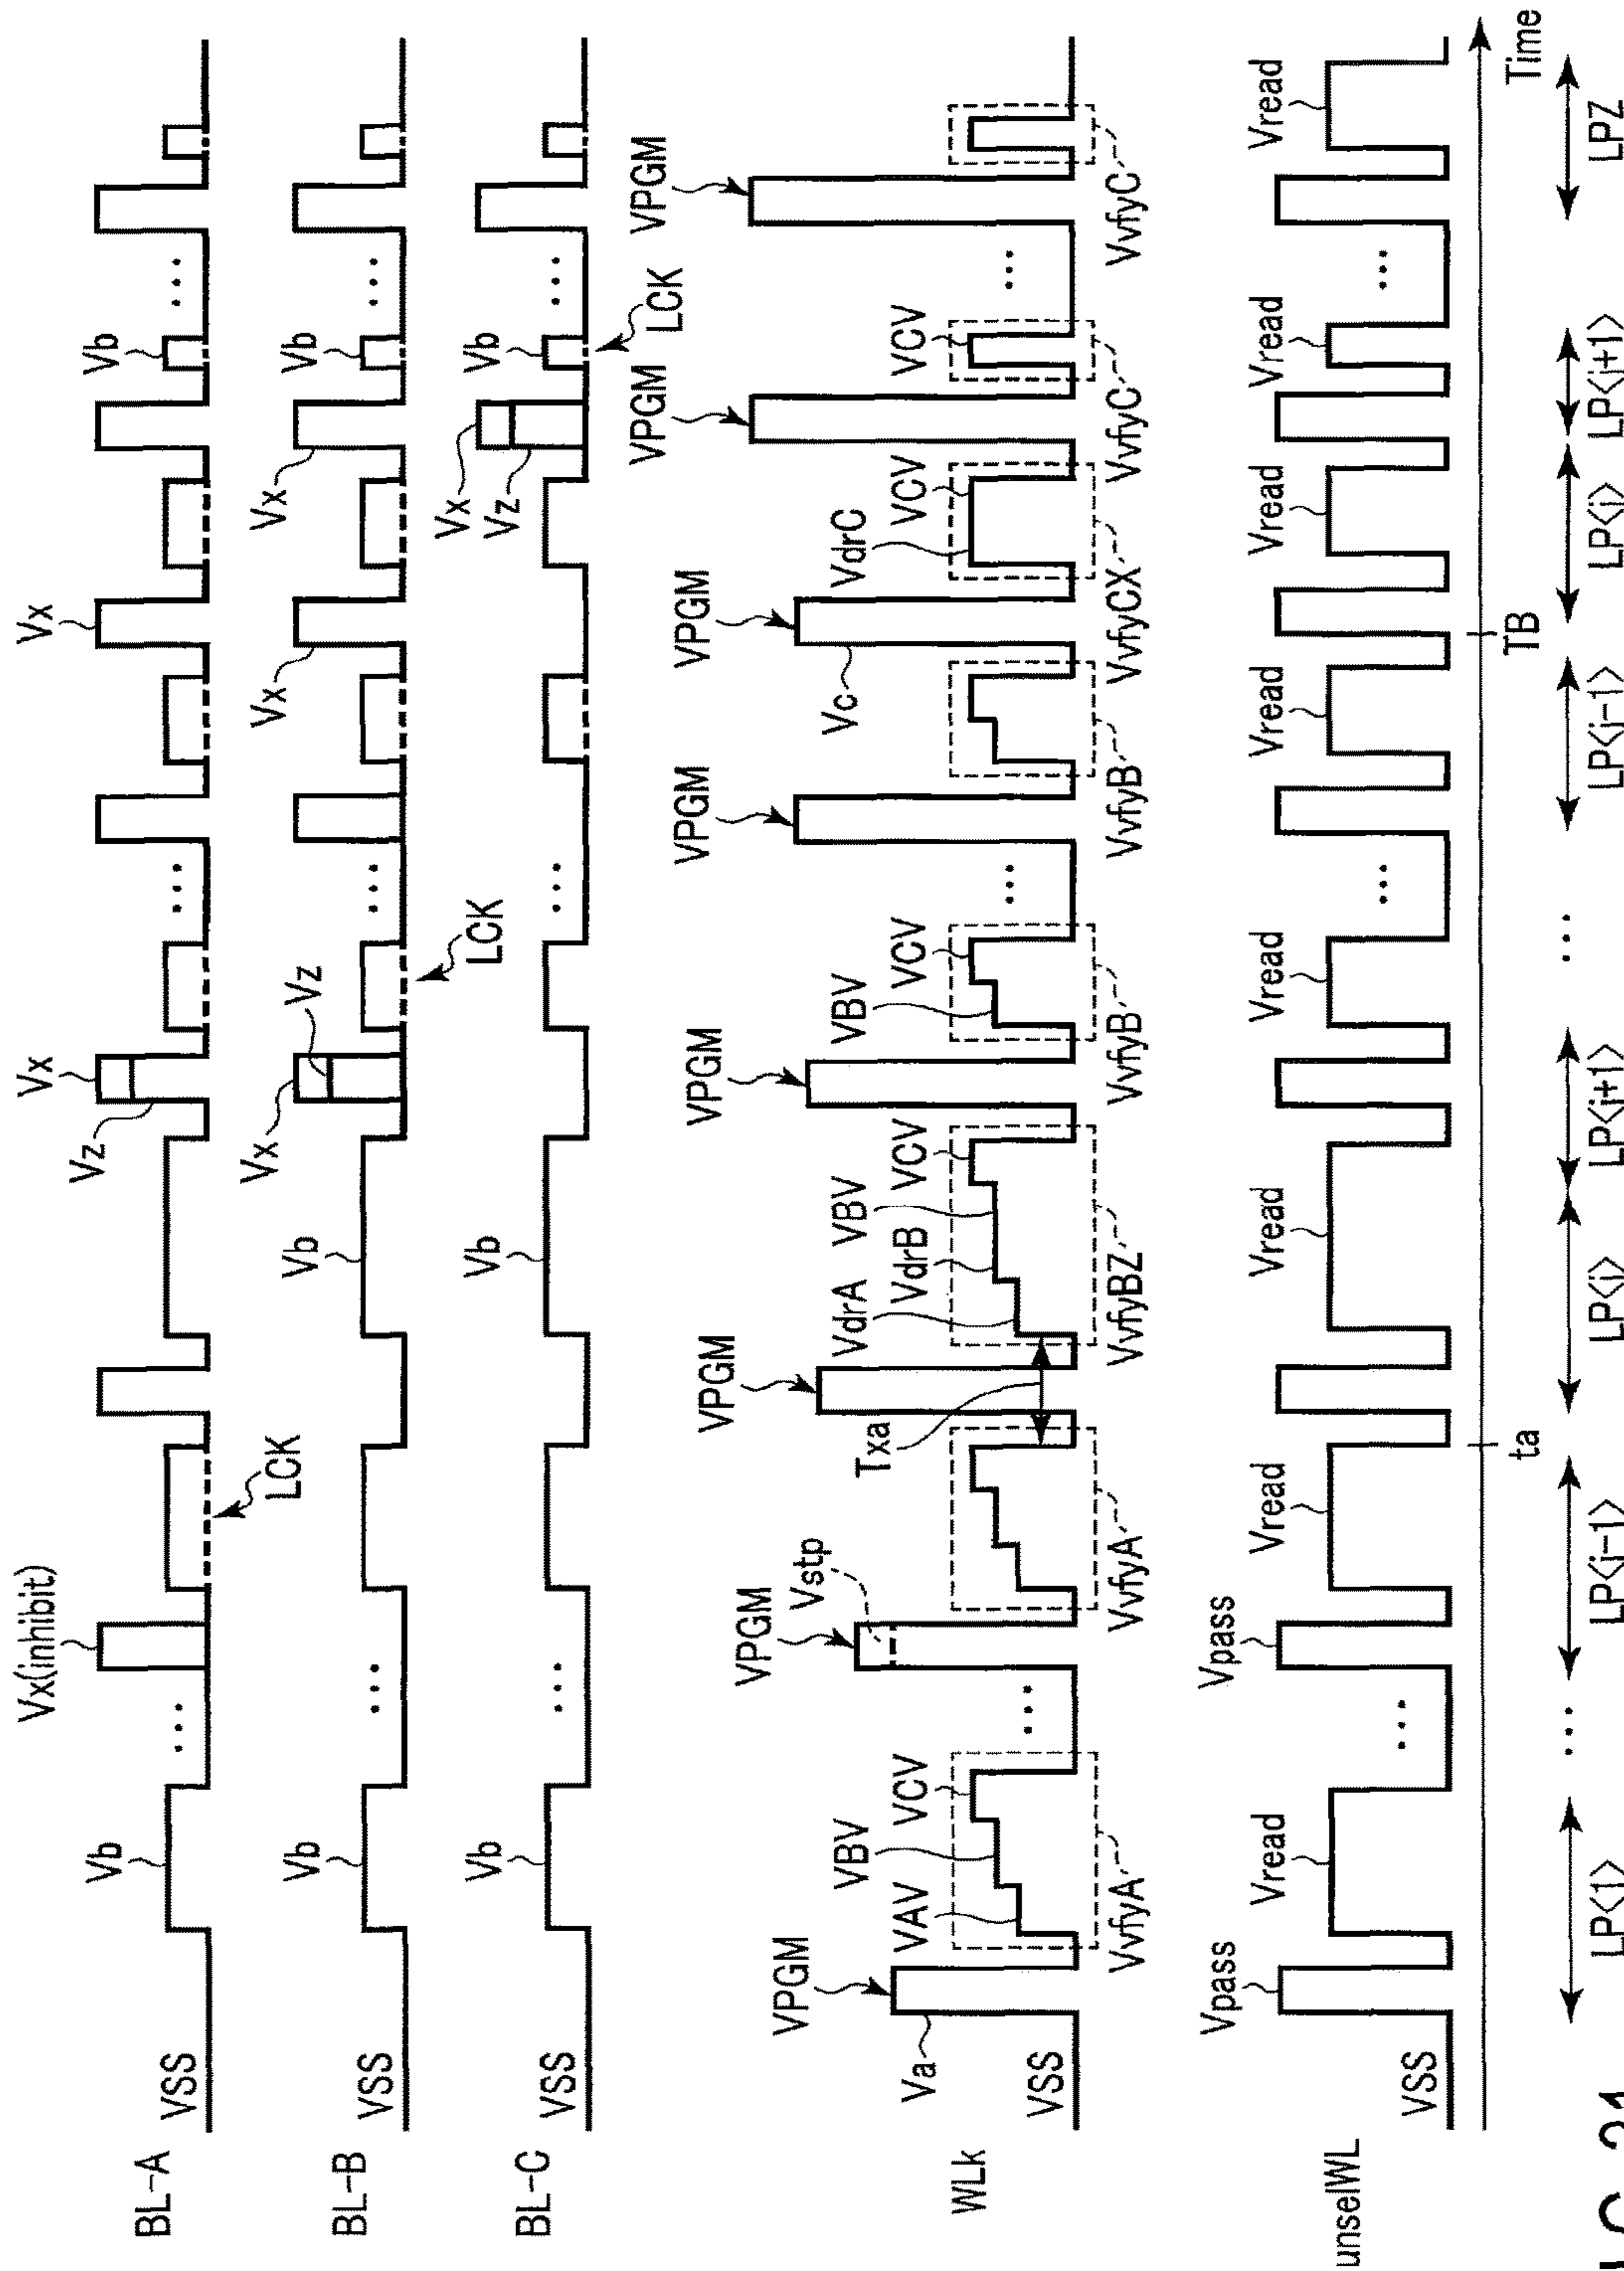 Vx(inhibit) Vx Vx
Vb Vz Vb
BL-A VSS ... ... ...
LCK
Vx Vx Vx
Vb Vb Vz Vb
BL-B VSS ... ... ...
LCK
Vx
Vb Vb Vz Vb
BL-C VSS ... ... ...
LCK
VPGM VPGM VPGM VPGM VPGM VPGM VPGM VPGM
Vstp
VBV VdrA VBV VBV VdrC
Va VAV VCV Txa VdrB VCV VCV Vc VCV VCV
WLk VSS ... ... ...
VvfyA VvfyA VvfyBZ VvfyB VvfyB VvfyCX VvfyC VvfyC
Vpass Vpass
Vread Vread Vread Vread Vread Vread Vread Vread
unselWL VSS ... ... ...
ta TB Time
LP<1> ... LP<i-1> LP<i> LP<i+1> ... LP<j-1> LP<j> LP<j+1> LPZ